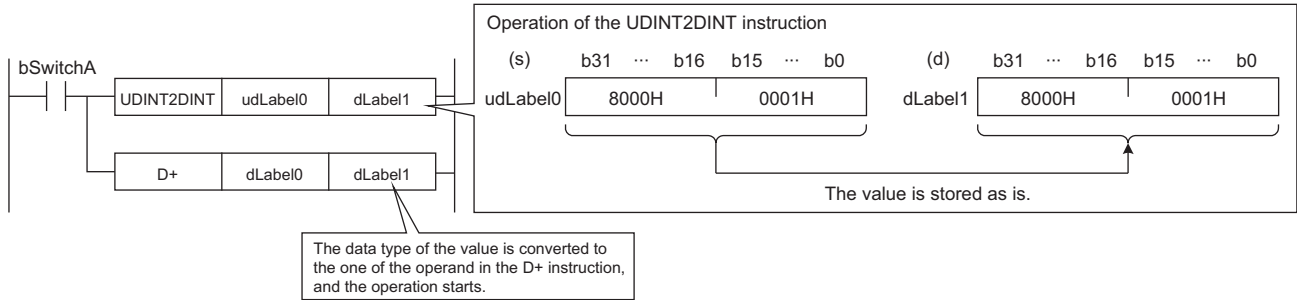 Operation of the UDINT2DINT instruction
bSwitchA
(s) b31 ··· b16 b15 ··· b0 (d) b31 ··· b16 b15 ··· b0
UDINT2DINT udLabel0 dLabel1
udLabel0 8000H 0001H dLabel1 8000H 0001H
D+ dLabel0 dLabel1
The value is stored as is.
The data type of the value is converted to
the one of the operand in the D+ instruction,
and the operation starts.